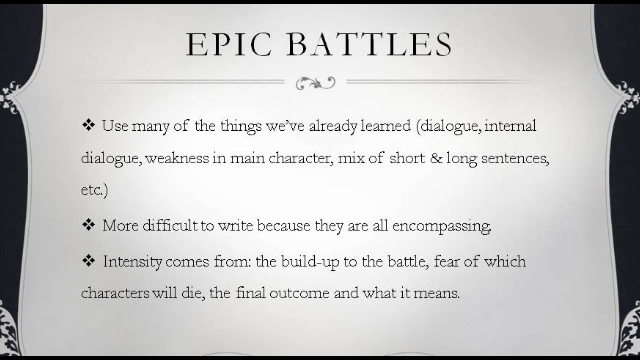 EPIC BATTLES
❖ Use many of the things we've already learned (dialogue, internal
dialogue, weakness in main character, mix of short & long sentences,
etc.)
❖ More difficult to write because they are all encompassing.
❖ Intensity comes from: the build-up to the battle, fear of which
characters will die, the final outcome and what it means.